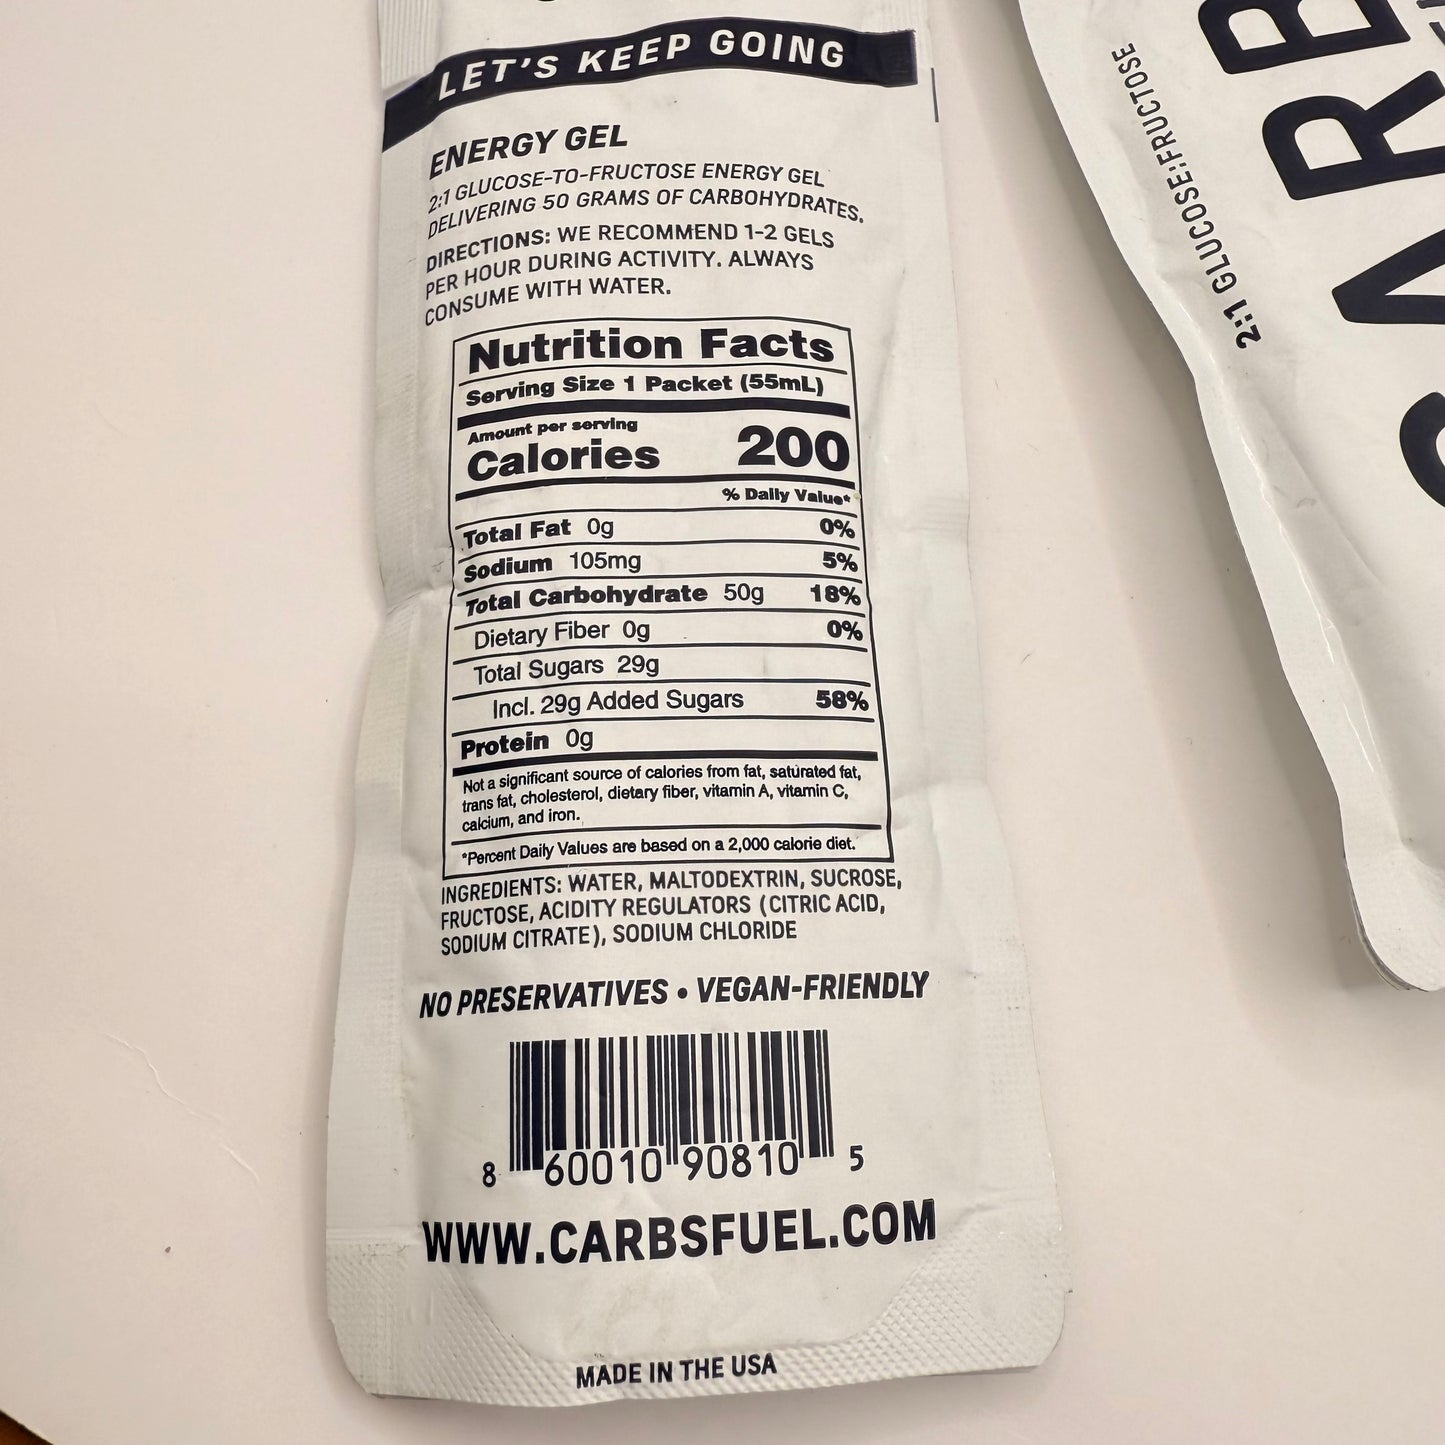 LET'S KEEP GOING
ENERGY GEL
2:1 GLUCOSE-TO-FRUCTOSE ENERGY GEL
DELIVERING 50 GRAMS OF CARBOHYDRATES.
DIRECTIONS: WE RECOMMEND 1-2 GELS
PER HOUR DURING ACTIVITY. ALWAYS
CONSUME WITH WATER.
Nutrition Facts
Serving Size 1 Packet (55mL)
Amount per serving
Calories 200
% Daily Value*
Total Fat 0g 0%
Sodium 105mg 5%
Total Carbohydrate 50g 18%
Dietary Fiber 0g 0%
Total Sugars 29g
Incl. 29g Added Sugars 58%
Protein 0g
Not a significant source of calories from fat, saturated fat,
trans fat, cholesterol, dietary fiber, vitamin A, vitamin C,
calcium, and iron.
*Percent Daily Values are based on a 2,000 calorie diet.
INGREDIENTS: WATER, MALTODEXTRIN, SUCROSE,
FRUCTOSE, ACIDITY REGULATORS (CITRIC ACID,
SODIUM CITRATE), SODIUM CHLORIDE
NO PRESERVATIVES • VEGAN-FRIENDLY
8 60010 90810 5
WWW.CARBSFUEL.COM
MADE IN THE USA
2:1 GLUCOSE:FRUCTOSE
CARB